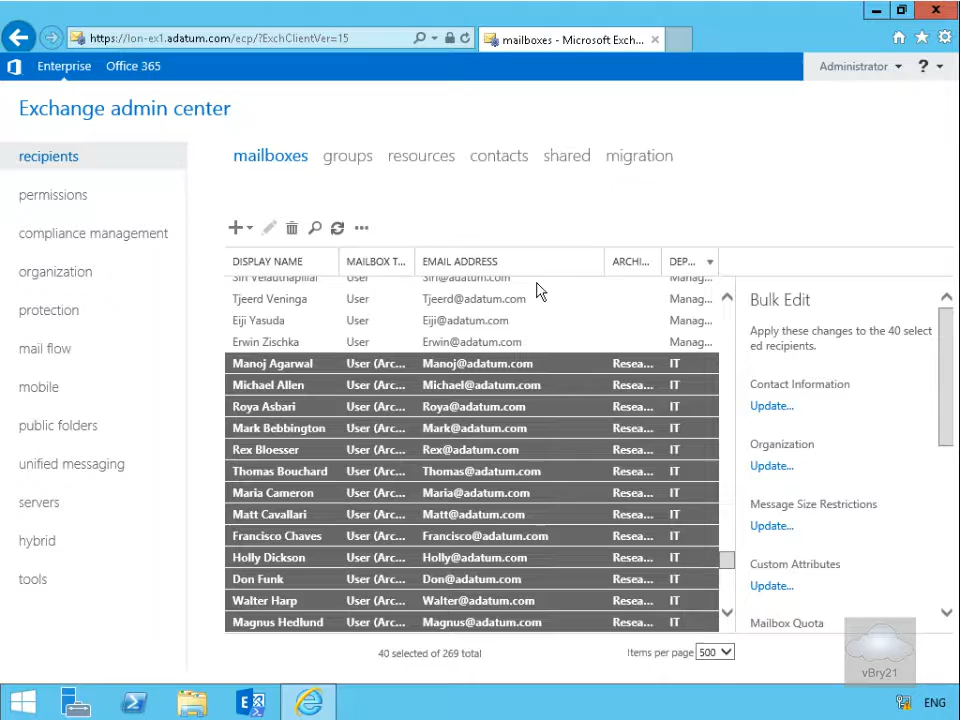 https://lon-ex1.adatum.com/ecp/?ExchClientVer=15
mailboxes - Microsoft Exch...
Enterprise Office 365
Administrator ?
Exchange admin center
recipients
permissions
compliance management
organization
protection
mail flow
mobile
public folders
unified messaging
servers
hybrid
tools
mailboxes groups resources contacts shared migration
DISPLAY NAME MAILBOX T... EMAIL ADDRESS ARCHI... DEP...
Siri Velauthapillai User Siri@adatum.com Manag...
Tjeerd Veninga User Tjeerd@adatum.com Manag...
Eiji Yasuda User Eiji@adatum.com Manag...
Erwin Zischka User Erwin@adatum.com Manag...
Manoj Agarwal User (Arc... Manoj@adatum.com Resea... IT
Michael Allen User (Arc... Michael@adatum.com Resea... IT
Roya Asbari User (Arc... Roya@adatum.com Resea... IT
Mark Bebbington User (Arc... Mark@adatum.com Resea... IT
Rex Bloesser User (Arc... Rex@adatum.com Resea... IT
Thomas Bouchard User (Arc... Thomas@adatum.com Resea... IT
Maria Cameron User (Arc... Maria@adatum.com Resea... IT
Matt Cavallari User (Arc... Matt@adatum.com Resea... IT
Francisco Chaves User (Arc... Francisco@adatum.com Resea... IT
Holly Dickson User (Arc... Holly@adatum.com Resea... IT
Don Funk User (Arc... Don@adatum.com Resea... IT
Walter Harp User (Arc... Walter@adatum.com Resea... IT
Magnus Hedlund User (Arc... Magnus@adatum.com Resea... IT
40 selected of 269 total
Items per page 500
Bulk Edit
Apply these changes to the 40 select
ed recipients.
Contact Information
Update...
Organization
Update...
Message Size Restrictions
Update...
Custom Attributes
Update...
Mailbox Quota
vBry21
ENG